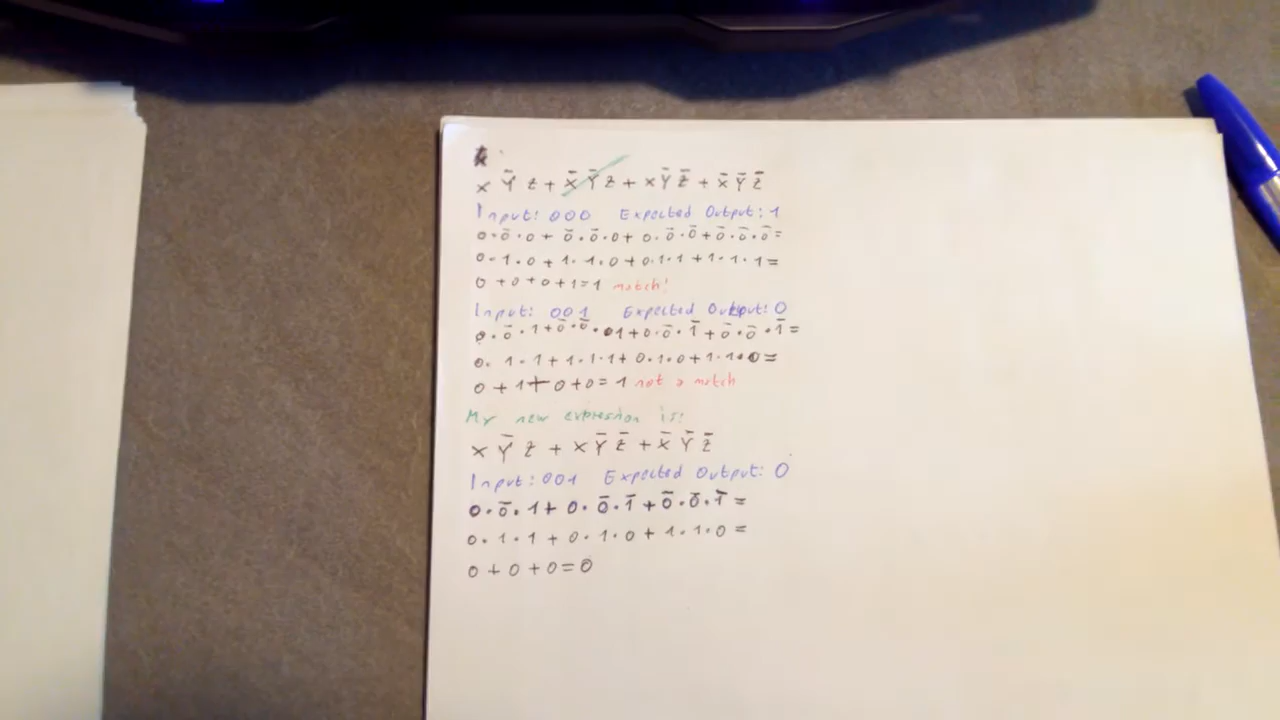 x Ȳ z + x̄ Ȳ z + x Ȳ z̄ + x̄ Ȳ z̄
Input: 000 Expected Output: 1
0·0̄·0 + 0̄·0̄·0 + 0·0̄·0̄ + 0̄·0̄·0̄ =
0·1·0 + 1·1·0 + 0·1·1 + 1·1·1 =
0 + 0 + 0 + 1 = 1 match!
Input: 001 Expected Output: 0
0·0̄·1 + 0̄·0̄·1 + 0·0̄·1̄ + 0̄·0̄·1̄ =
0·1·1 + 1·1·1 + 0·1·0 + 1·1·0 =
0 + 1 + 0 + 0 = 1 not a match
My new expression is:
x Ȳ z + x Ȳ z̄ + x̄ Ȳ z̄
Input: 001 Expected Output: 0
0·0̄·1 + 0·0̄·1̄ + 0̄·0̄·1̄ =
0·1·1 + 0·1·0 + 1·1·0 =
0 + 0 + 0 = 0